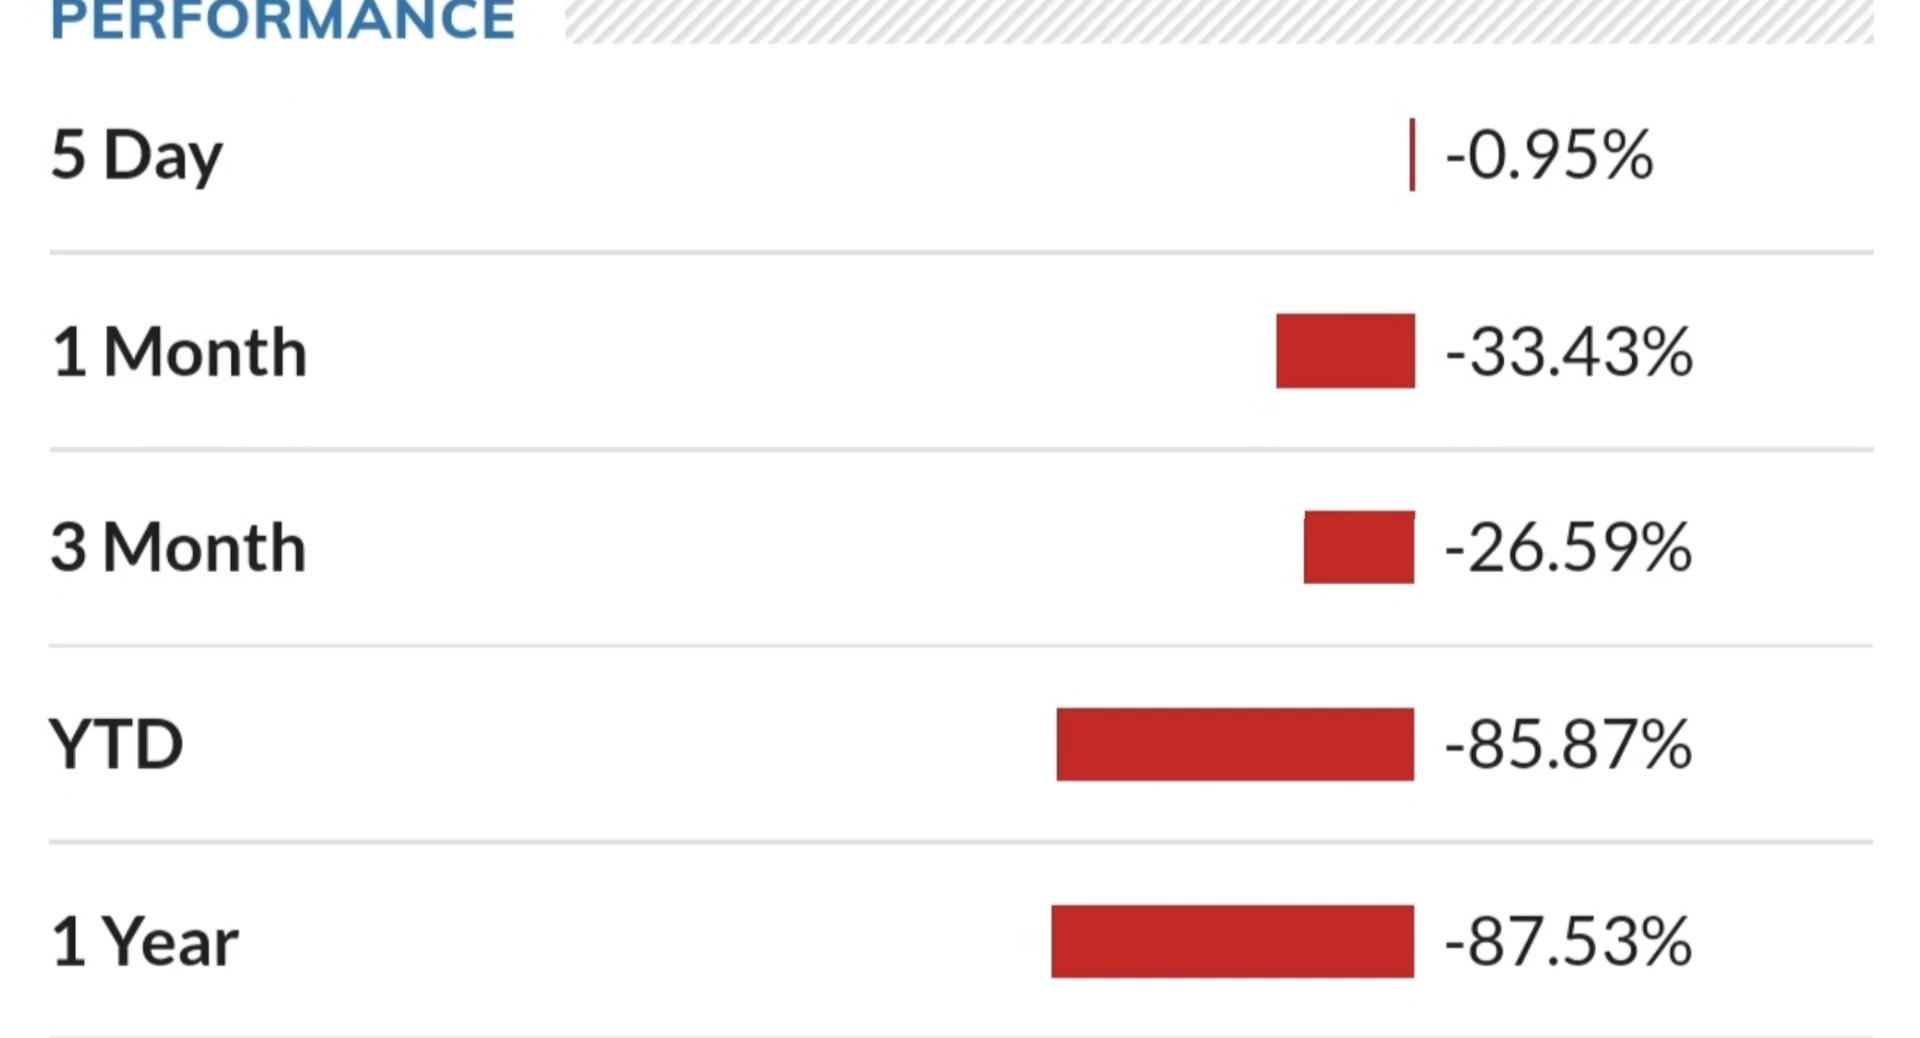 PERFORMANCE
5 Day -0.95%
1 Month -33.43%
3 Month -26.59%
YTD -85.87%
1 Year -87.53%